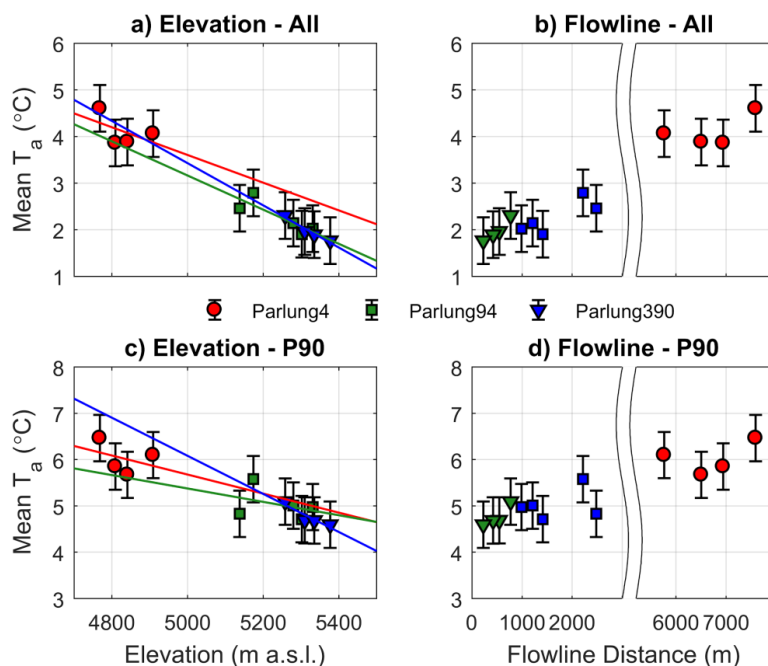 a) Elevation - All
b) Flowline - All
6
5
4
3
2
1
Mean Tₐ (°C)
6
5
4
3
2
1
Parlung4 Parlung94 Parlung390
c) Elevation - P90
d) Flowline - P90
8
7
6
5
4
3
Mean Tₐ (°C)
4800 5000 5200 5400
Elevation (m a.s.l.)
8
7
6
5
4
3
0 1000 2000 6000 7000
Flowline Distance (m)